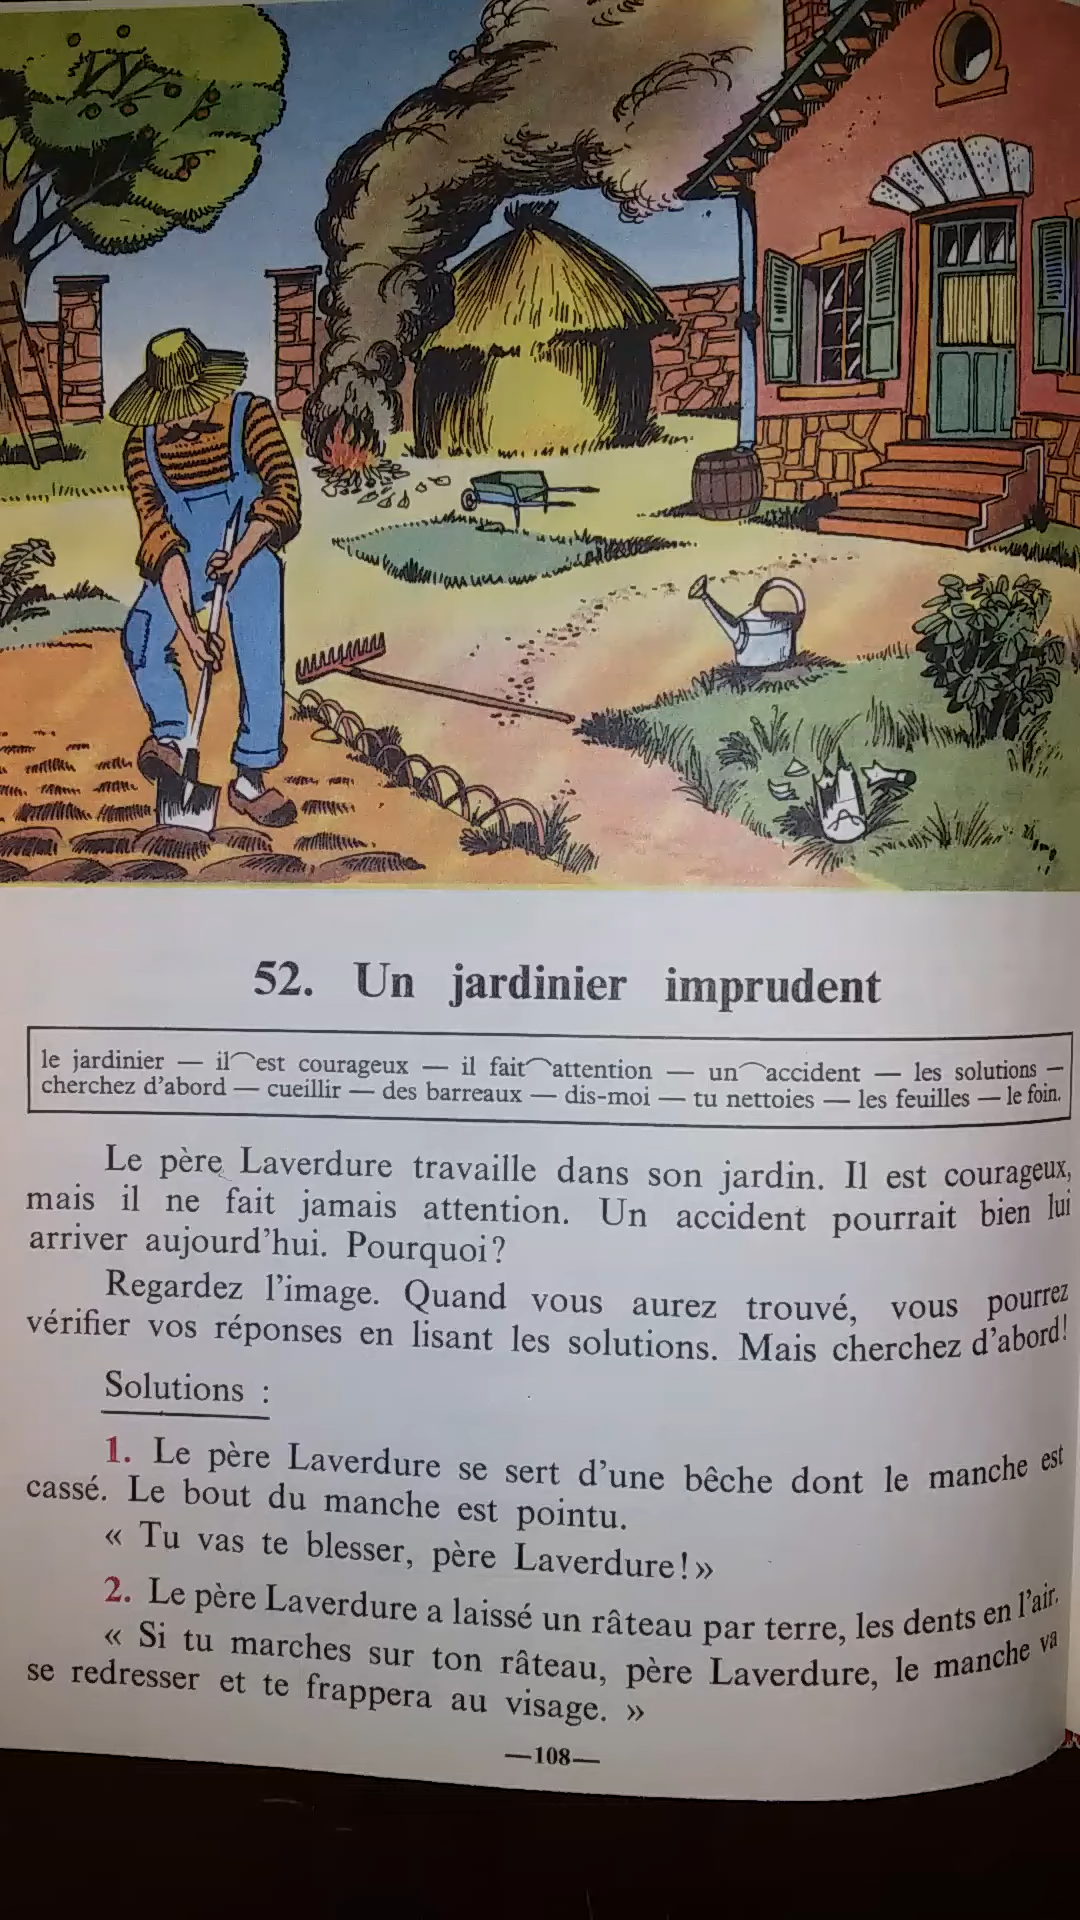 52. Un jardinier imprudent
le jardinier — il est courageux — il fait attention — un accident — les solutions —
cherchez d'abord — cueillir — des barreaux — dis-moi — tu nettoies — les feuilles — le foin.
Le père Laverdure travaille dans son jardin. Il est courageux,
mais il ne fait jamais attention. Un accident pourrait bien lui
arriver aujourd'hui. Pourquoi?
Regardez l'image. Quand vous aurez trouvé, vous pourrez
vérifier vos réponses en lisant les solutions. Mais cherchez d'abord!
Solutions :
1. Le père Laverdure se sert d'une bêche dont le manche est
cassé. Le bout du manche est pointu.
« Tu vas te blesser, père Laverdure!»
2. Le père Laverdure a laissé un râteau par terre, les dents en l'air.
« Si tu marches sur ton râteau, père Laverdure, le manche va
se redresser et te frappera au visage. »
—108—